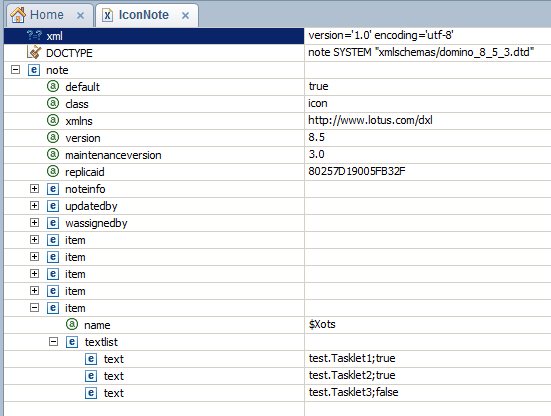 Home IconNote
?=? xml version='1.0' encoding='utf-8'
DOCTYPE note SYSTEM "xmlschemas/domino_8_5_3.dtd"
e note
a default true
a class icon
a xmlns http://www.lotus.com/dxl
a version 8.5
a maintenanceversion 3.0
a replicaid 80257D19005FB32F
e noteinfo
e updatedby
e wassignedby
e item
e item
e item
e item
e item
a name $Xots
e textlist
e text test.Tasklet1;true
e text test.Tasklet2;true
e text test.Tasklet3;false